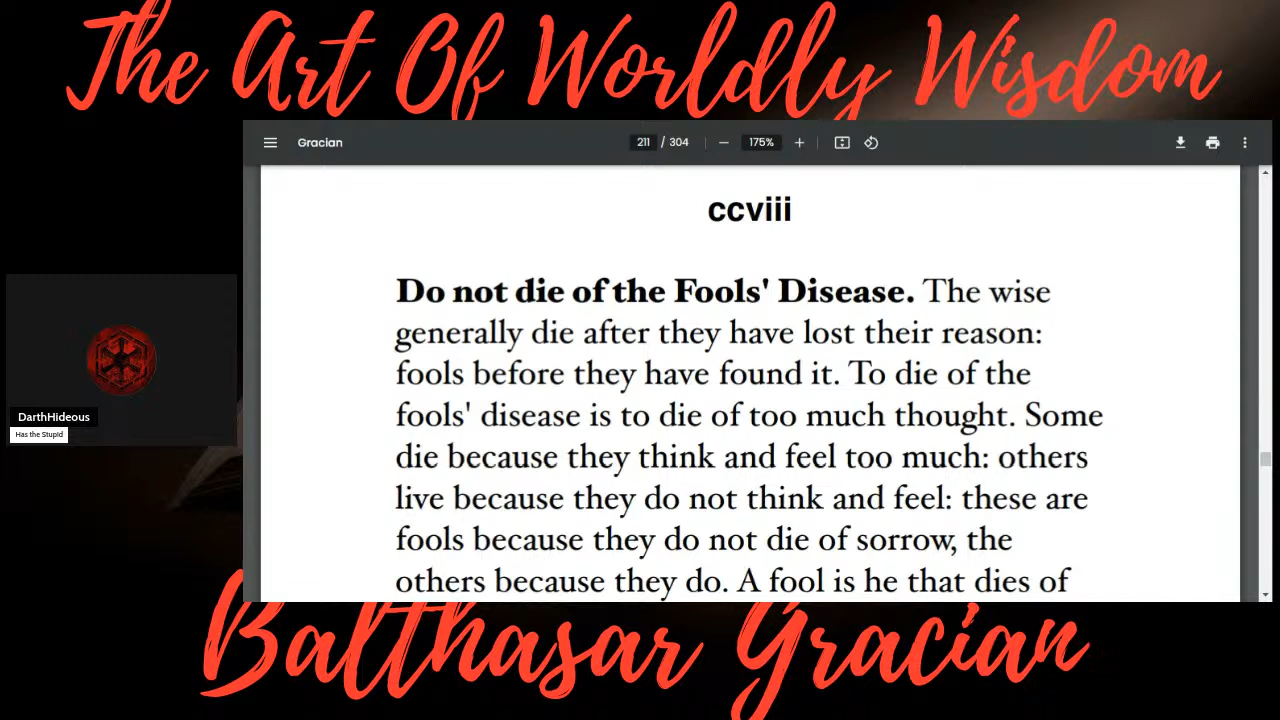 The Art Of Worldly Wisdom
Gracian
211 / 304
175%
ccviii
Do not die of the Fools' Disease. The wise
generally die after they have lost their reason:
fools before they have found it. To die of the
fools' disease is to die of too much thought. Some
die because they think and feel too much: others
live because they do not think and feel: these are
fools because they do not die of sorrow, the
others because they do. A fool is he that dies of
DarthHideous
Has the Stupid
Balthasar Gracian